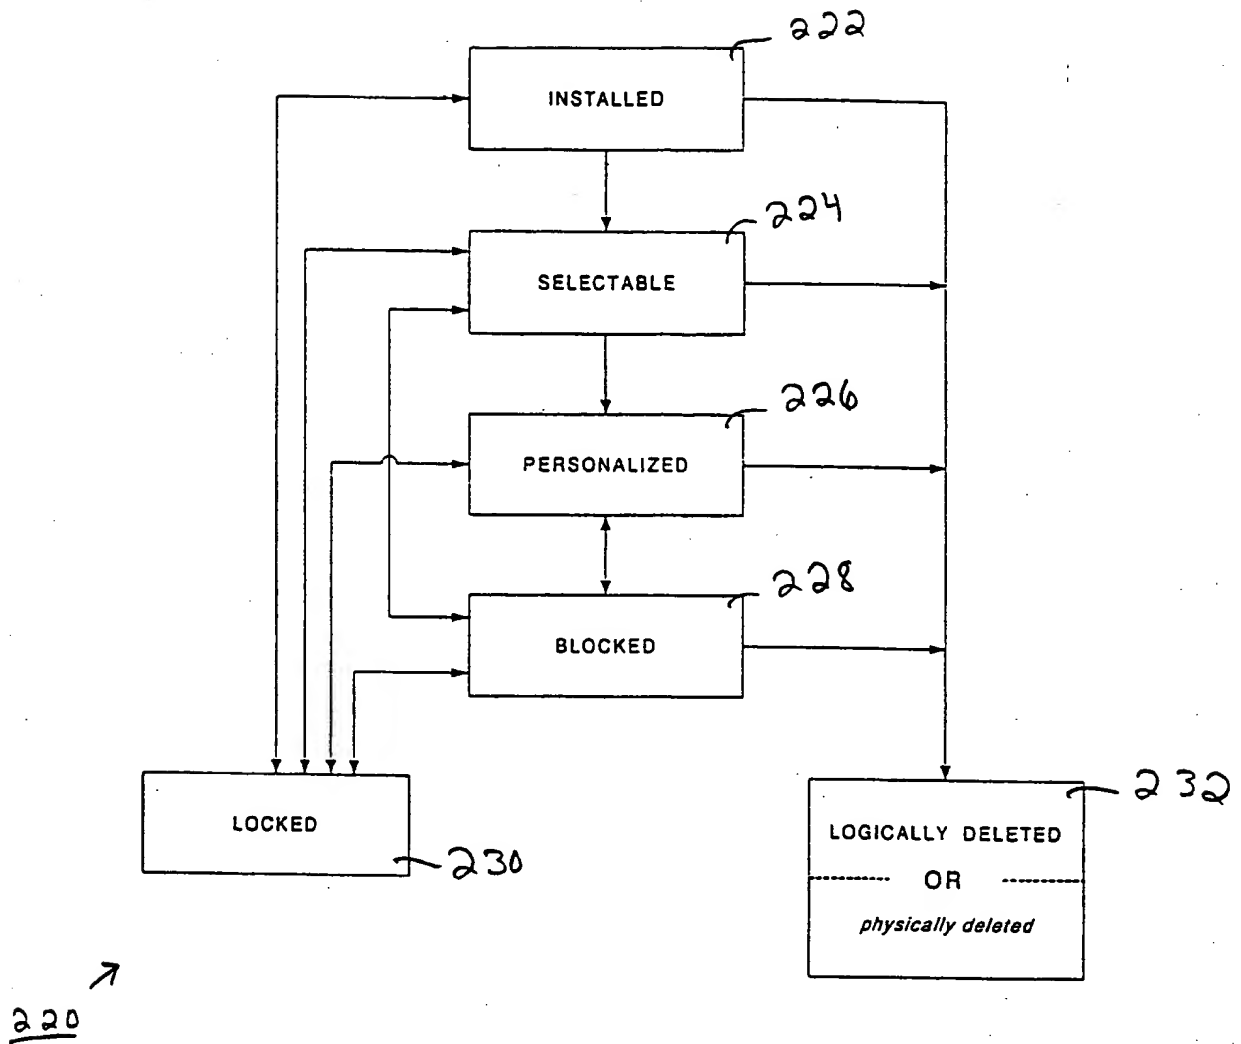 222
INSTALLED
224
SELECTABLE
226
PERSONALIZED
228
BLOCKED
232
LOCKED
LOGICALLY DELETED
230
OR
physically deleted
220